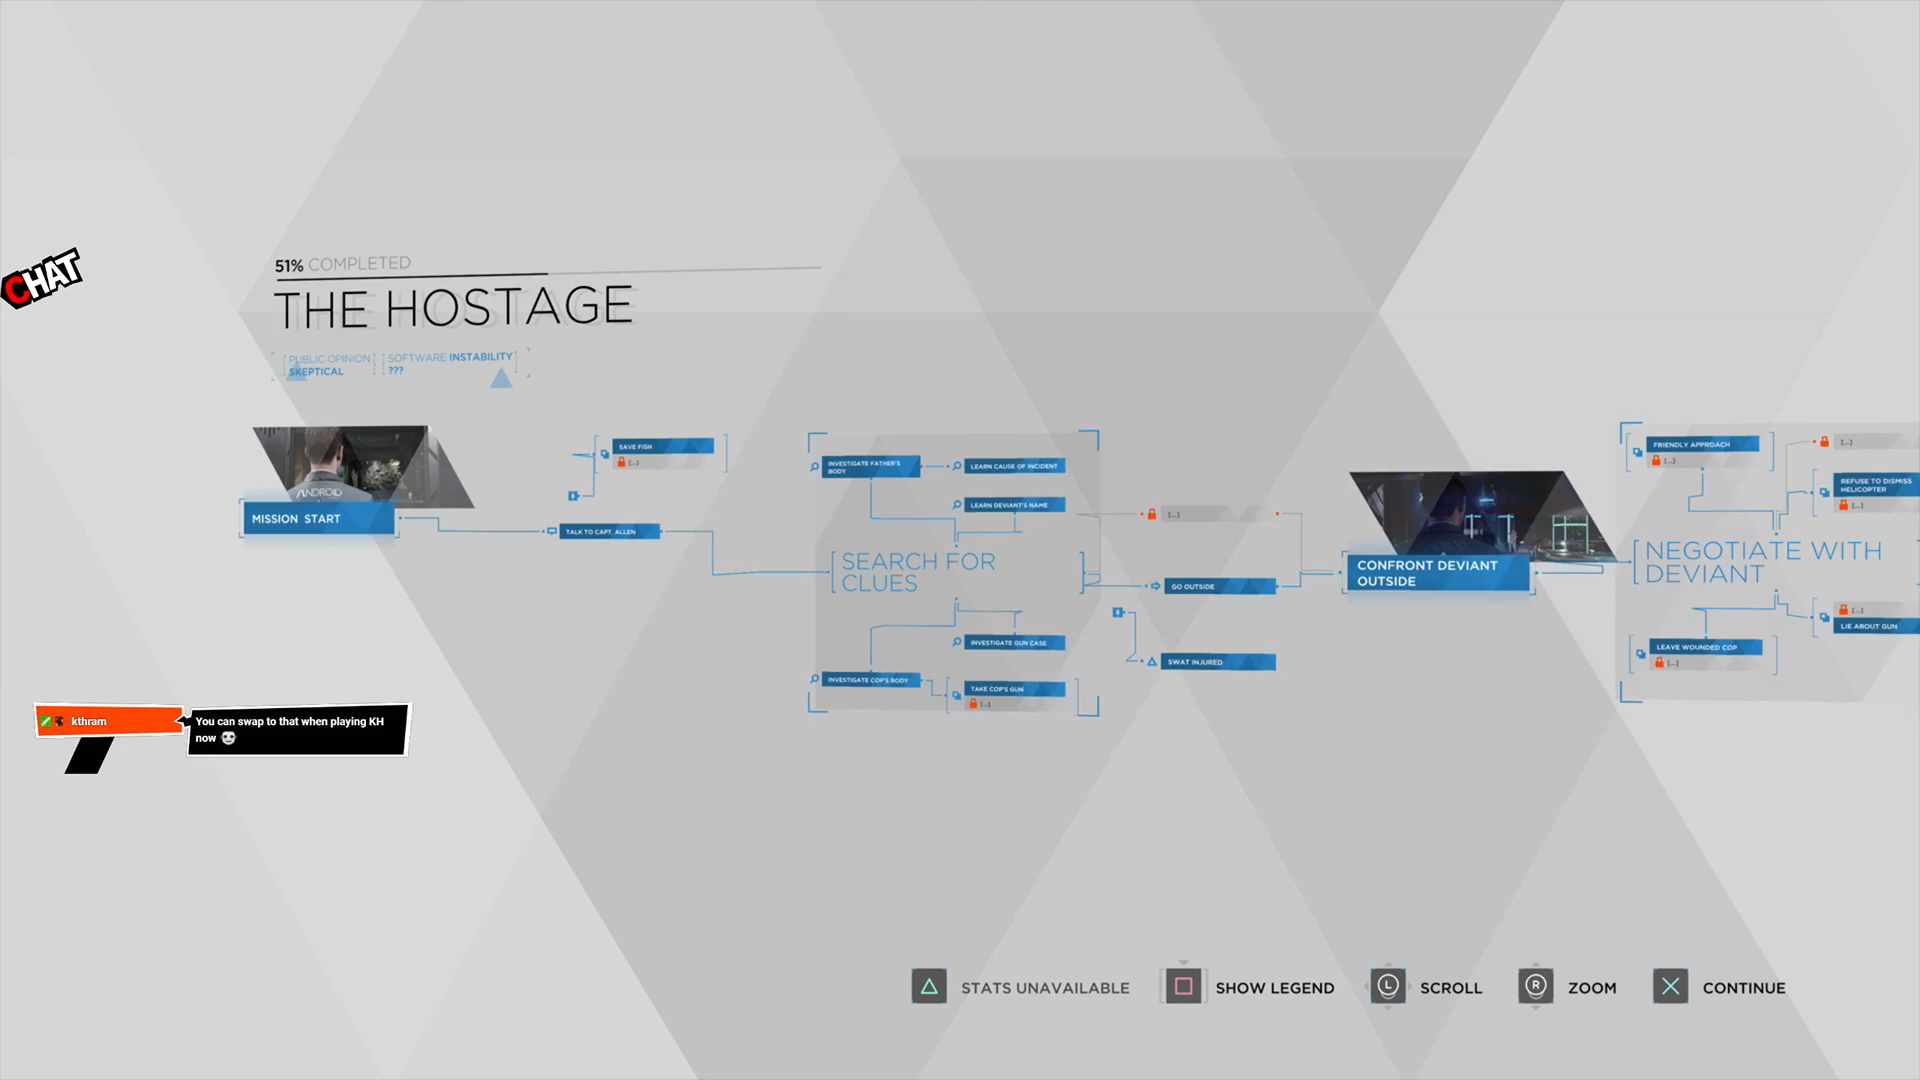 CHAT
51% COMPLETED
THE HOSTAGE
PUBLIC OPINION
SKEPTICAL
SOFTWARE INSTABILITY
???
ANDROID
MISSION START
SAVE FISH
[...]
TALK TO CAPT. ALLEN
INVESTIGATE FATHER'S
BODY
LEARN CAUSE OF INCIDENT
LEARN DEVIANT'S NAME
SEARCH FOR
CLUES
INVESTIGATE GUN CASE
INVESTIGATE COP'S BODY
TAKE COP'S GUN
[...]
[...]
GO OUTSIDE
SWAT INJURED
CONFRONT DEVIANT
OUTSIDE
FRIENDLY APPROACH
[...]
[...]
REFUSE TO DISMISS
HELICOPTER
[...]
NEGOTIATE WITH
DEVIANT
[...]
LIE ABOUT GUN
LEAVE WOUNDED COP
[...]
kthram
You can swap to that when playing KH
now
STATS UNAVAILABLE
SHOW LEGEND
L
SCROLL
R
ZOOM
CONTINUE